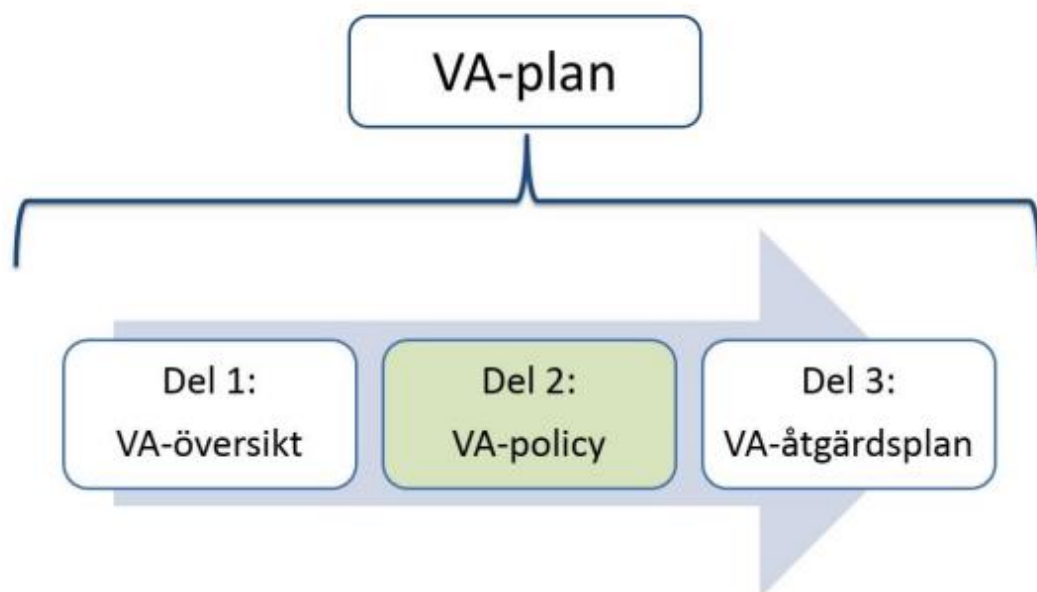 VA-plan
Del 1:
VA-översikt
Del 2:
VA-policy
Del 3:
VA-åtgärdsplan